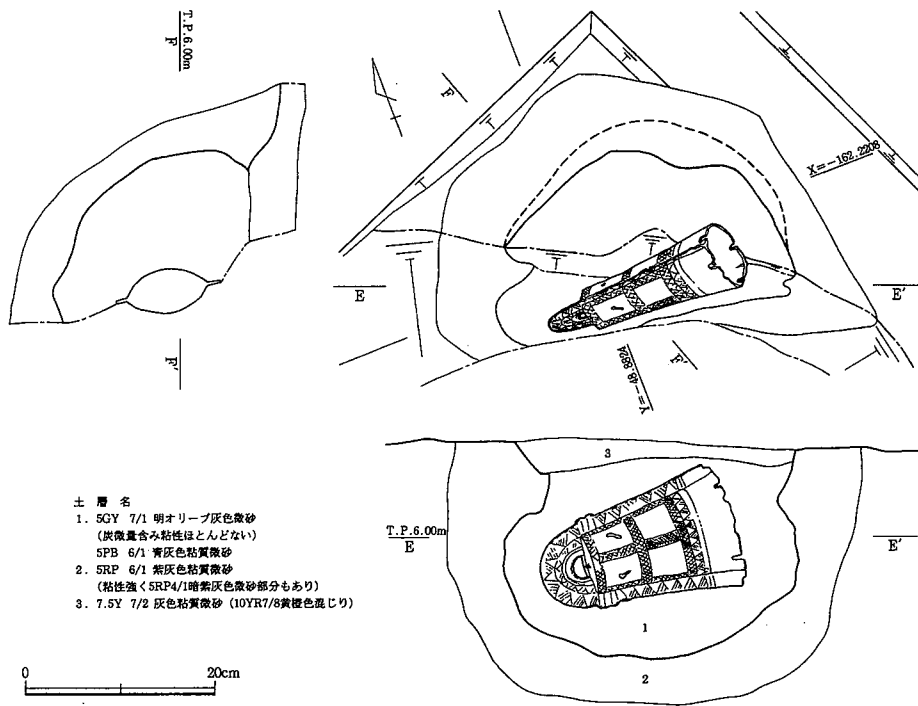 T.P.6.00m
F
F'
F
X=-162.2208
E
E'
F'
Y=-48.8824
3
T.P.6.00m
E
E'
1
2
土 層 名
1. 5GY 7/1 明オリーブ灰色微砂
(炭微量含み粘性ほとんどない)
5PB 6/1 青灰色粘質微砂
2. 5RP 6/1 紫灰色微砂
(粘性強く5RP4/1暗紫灰色微砂部分もあり)
3. 7.5Y 7/2 灰色粘質微砂 (10YR7/8黄橙色混じり)
0 20cm